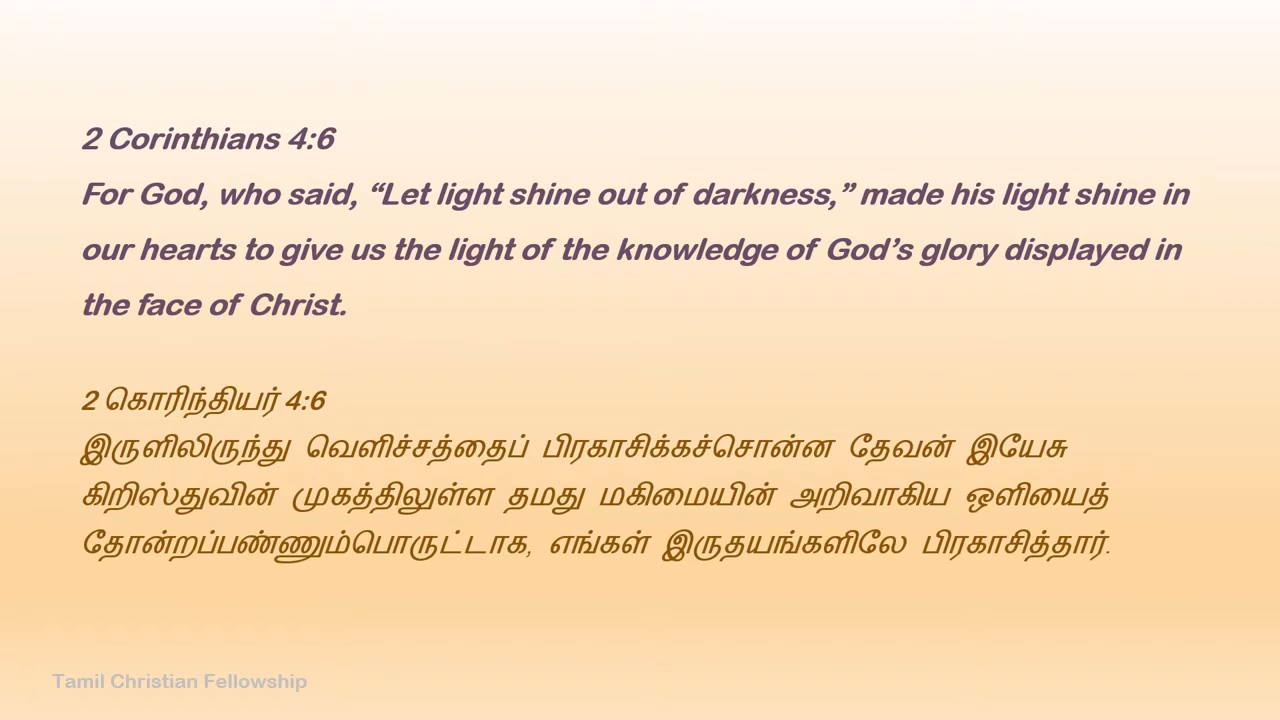 2 Corinthians 4:6
For God, who said, “Let light shine out of darkness,” made his light shine in
our hearts to give us the light of the knowledge of God’s glory displayed in
the face of Christ.
2 கொரிந்தியர் 4:6
இருளிலிருந்து வெளிச்சத்தைப் பிரகாசிக்கச்சொன்ன தேவன் இயேசு
கிறிஸ்துவின் முகத்திலுள்ள தமது மகிமையின் அறிவாகிய ஒளியைத்
தோன்றப்பண்ணும்பொருட்டாக, எங்கள் இருதயங்களிலே பிரகாசித்தார்.
Tamil Christian Fellowship